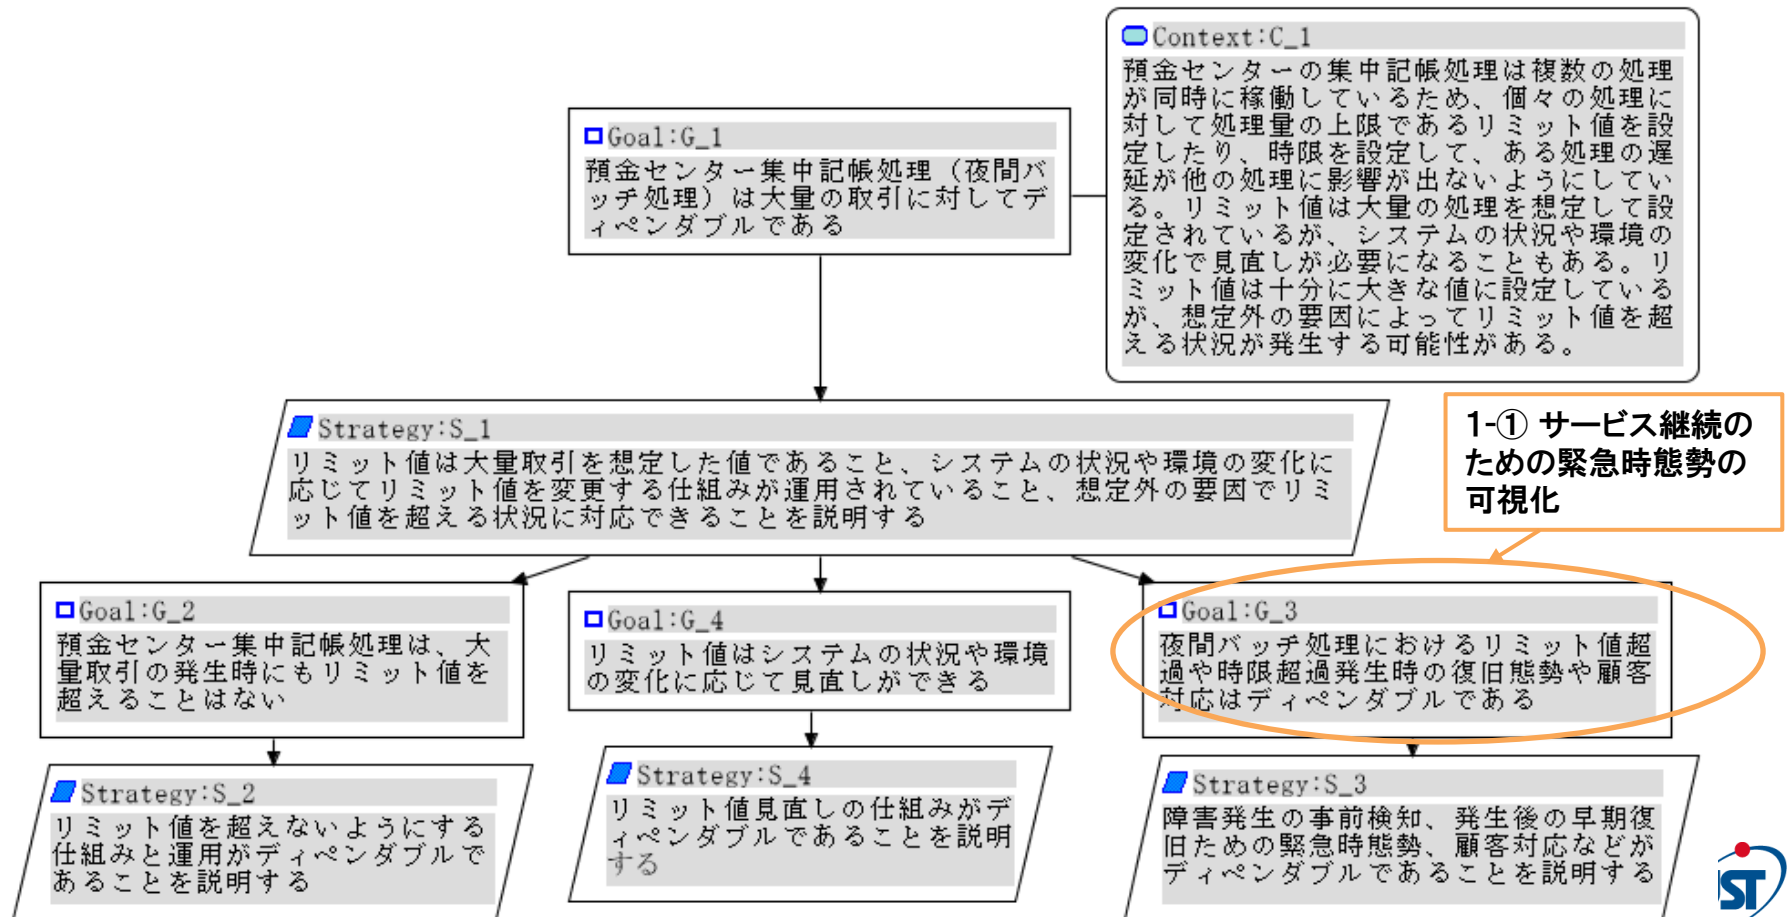 Context:C_1
預金センターの集中記帳処理は複数の処理
が同時に稼働しているため、個々の処理に
対して処理量の上限であるリミット値を設
定したり、時限を設定して、ある処理の遅
延が他の処理に影響が出ないようにしてい
る。リミット値は大量の処理を想定して設
定されているが、システムの状況や環境の
変化で見直しが必要になることもある。リ
ミット値は十分に大きな値に設定している
が、想定外の要因によってリミット値を超
える状況が発生する可能性がある。
Goal:G_1
預金センター集中記帳処理（夜間バ
ッチ処理）は大量の取引に対してデ
ィペンダブルである
Strategy:S_1
リミット値は大量取引を想定した値であること、システムの状況や環境の変化に
応じてリミット値を変更する仕組みが運用されていること、想定外の要因でリミ
ット値を超える状況に対応できることを説明する
1-① サービス継続の
ための緊急時態勢の
可視化
Goal:G_2
預金センター集中記帳処理は、大
量取引の発生時にもリミット値を
超えることはない
Goal:G_4
リミット値はシステムの状況や環境
の変化に応じて見直しができる
Goal:G_3
夜間バッチ処理におけるリミット値超
過や時限超過発生時の復旧態勢や顧客
対応はディペンダブルである
Strategy:S_2
リミット値を超えないようにする
仕組みと運用がディペンダブルで
あることを説明する
Strategy:S_4
リミット値見直しの仕組みがデ
ィペンダブルであることを説明
する
Strategy:S_3
障害発生の事前検知、発生後の早期復
旧ための緊急時態勢、顧客対応などが
ディペンダブルであることを説明する
ST